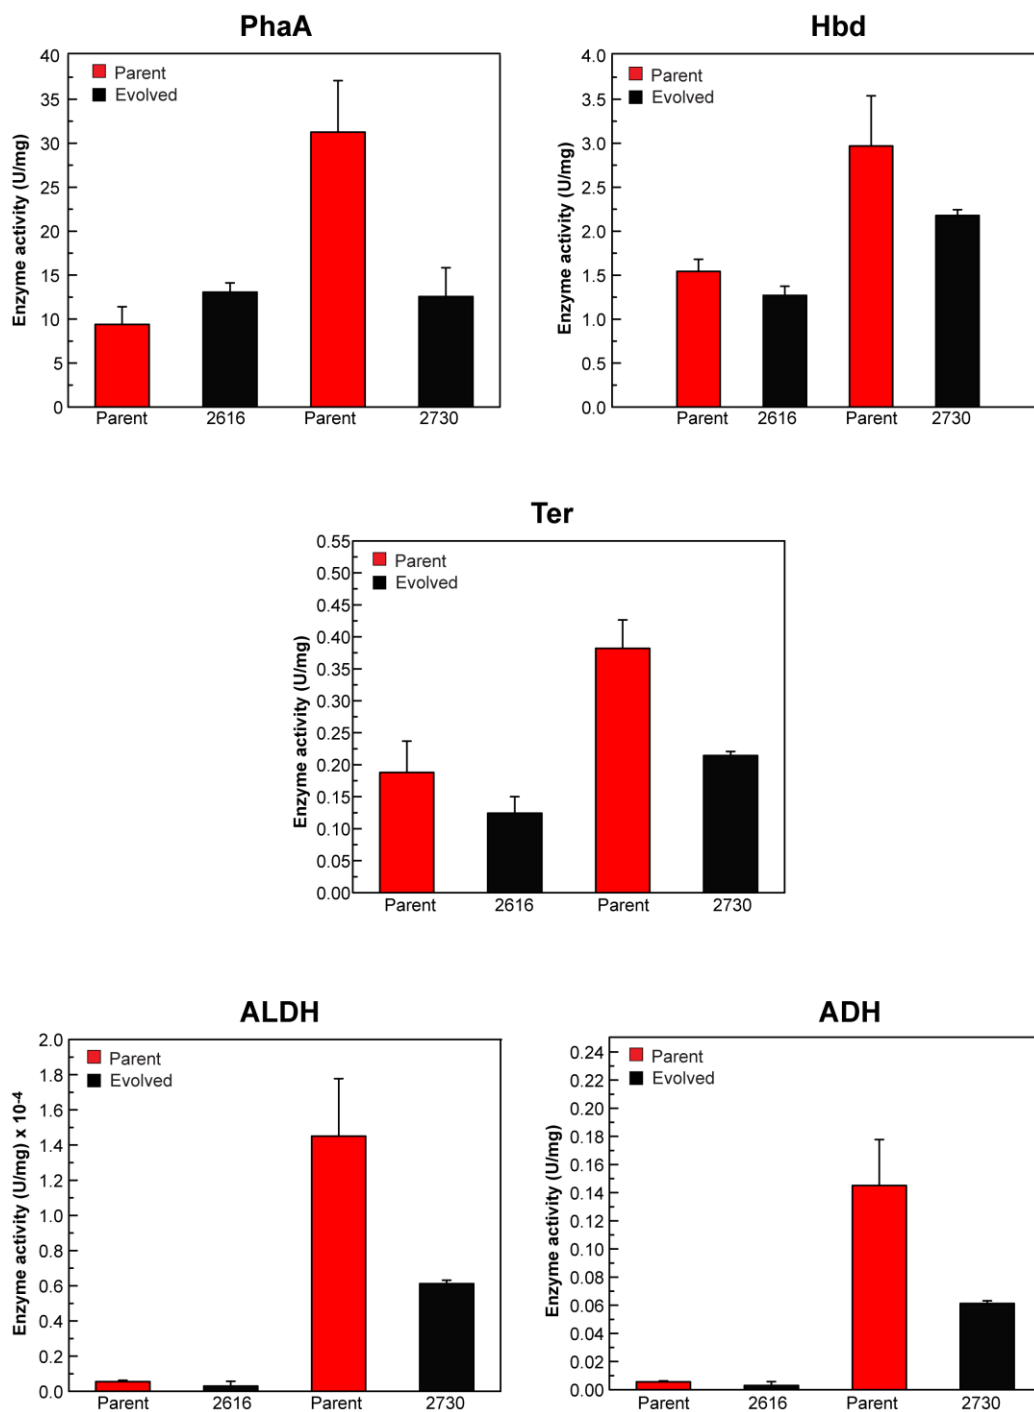 PhaA
Enzyme activity (U/mg)
40
35
30
25
20
15
10
5
0
Parent
Evolved
Parent 2616 Parent 2730
Hbd
Enzyme activity (U/mg)
4.0
3.5
3.0
2.5
2.0
1.5
1.0
0.5
0.0
Parent
Evolved
Parent 2616 Parent 2730
Ter
Enzyme activity (U/mg)
0.55
0.50
0.45
0.40
0.35
0.30
0.25
0.20
0.15
0.10
0.05
0.00
Parent
Evolved
Parent 2616 Parent 2730
ALDH
Enzyme activity (U/mg) x 10⁻⁴
2.0
1.8
1.6
1.4
1.2
1.0
0.8
0.6
0.4
0.2
0.0
Parent
Evolved
Parent 2616 Parent 2730
ADH
Enzyme activity (U/mg)
0.24
0.22
0.20
0.18
0.16
0.14
0.12
0.10
0.08
0.06
0.04
0.02
0.00
Parent
Evolved
Parent 2616 Parent 2730